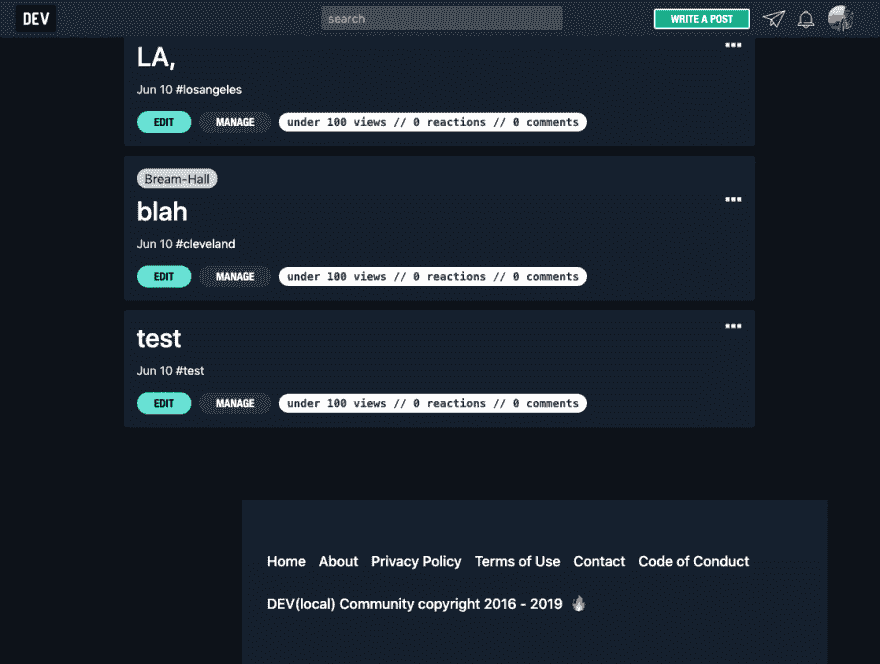 DEV search WRITE A POST
LA,
Jun 10 #losangeles
EDIT MANAGE under 100 views // 0 reactions // 0 comments
Bream-Hall
blah
Jun 10 #cleveland
EDIT MANAGE under 100 views // 0 reactions // 0 comments
test
Jun 10 #test
EDIT MANAGE under 100 views // 0 reactions // 0 comments
Home About Privacy Policy Terms of Use Contact Code of Conduct
DEV(local) Community copyright 2016 - 2019